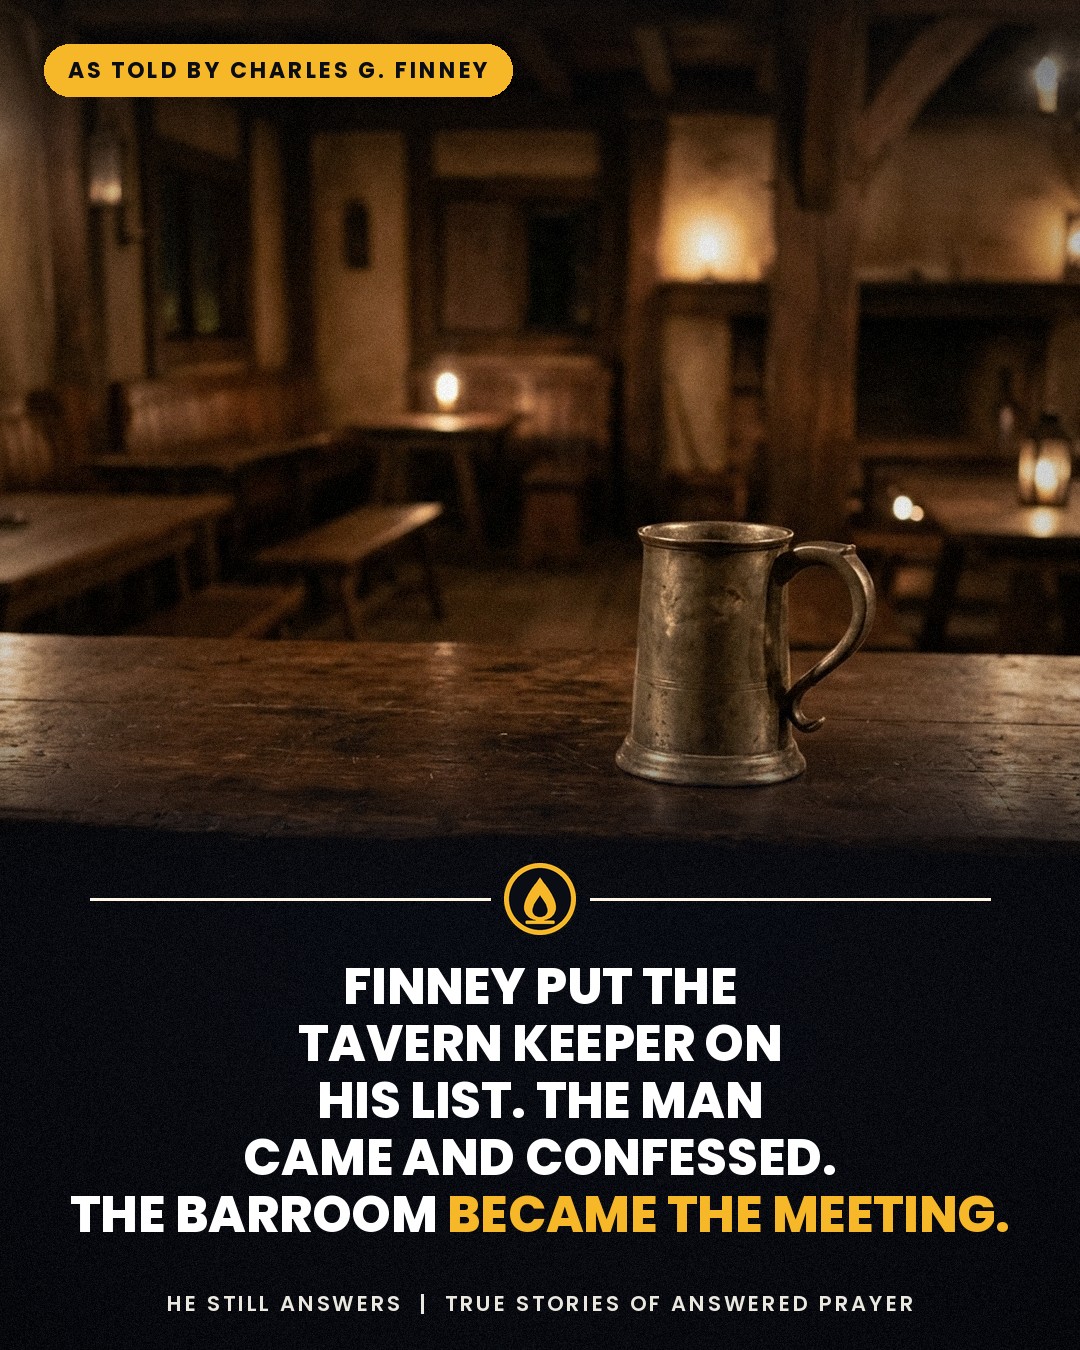 AS TOLD BY CHARLES G. FINNEY
FINNEY PUT THE
TAVERN KEEPER ON
HIS LIST. THE MAN
CAME AND CONFESSED.
THE BARROOM BECAME THE MEETING.
HE STILL ANSWERS | TRUE STORIES OF ANSWERED PRAYER